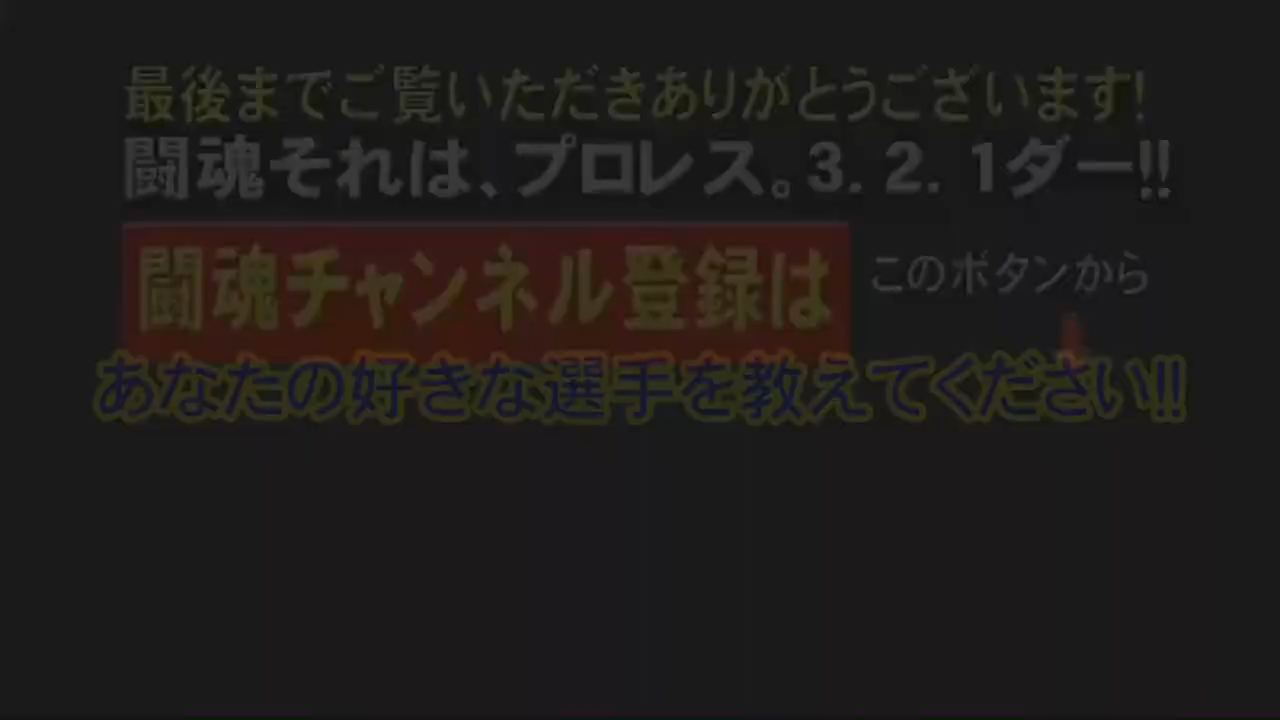 最後までご覧いただきありがとうございます!
闘魂それは、プロレス。3. 2. 1ダー!!
闘魂チャンネル登録は
このボタンから
あなたの好きな選手を教えてください!!